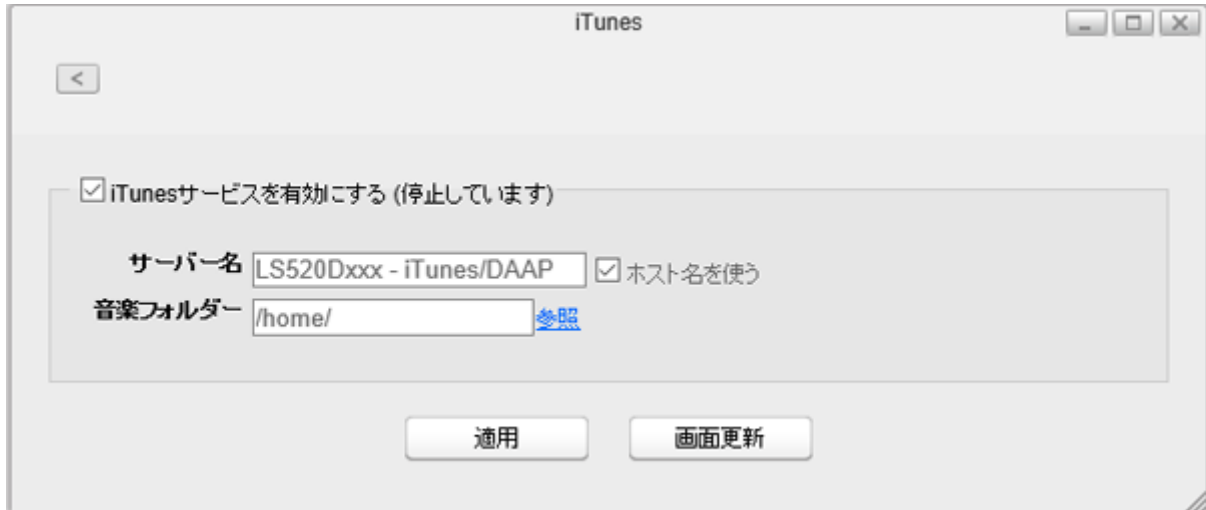 iTunes
<
iTunesサービスを有効にする (停止しています)
サーバー名 LS520Dxxx - iTunes/DAAP ホスト名を使う
音楽フォルダー /home/ 参照
適用 画面更新